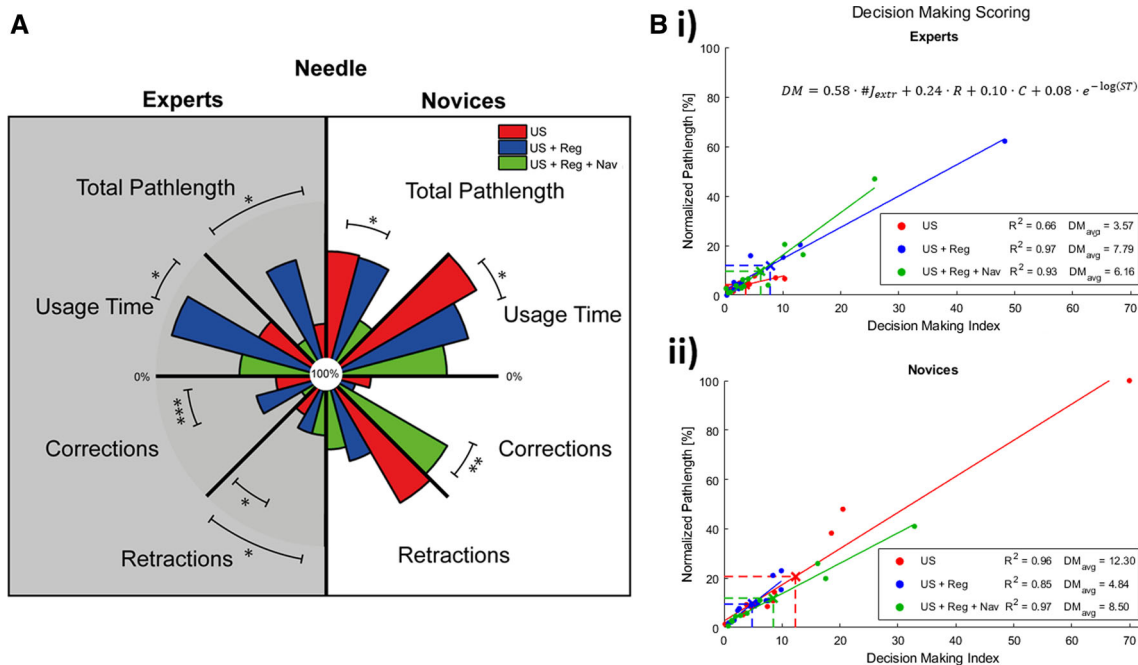 A
Needle
Experts
Novices
US
US + Reg
US + Reg + Nav
Total Pathlength
Total Pathlength
*
*
*
*
Usage Time
Usage Time
0%
100%
0%
***
Corrections
Corrections
**
*
*
Retractions
Retractions
B i)
Decision Making Scoring
Experts
DM = 0.58 · #J_extr + 0.24 · R + 0.10 · C + 0.08 · e^−log(ST)
Normalized Pathlength [%]
100
80
60
40
20
0
US R² = 0.66 DM_avg = 3.57
US + Reg R² = 0.97 DM_avg = 7.79
US + Reg + Nav R² = 0.93 DM_avg = 6.16
0 10 20 30 40 50 60 70
Decision Making Index
ii)
Novices
Normalized Pathlength [%]
100
80
60
40
20
0
US R² = 0.96 DM_avg = 12.30
US + Reg R² = 0.85 DM_avg = 4.84
US + Reg + Nav R² = 0.97 DM_avg = 8.50
0 10 20 30 40 50 60 70
Decision Making Index